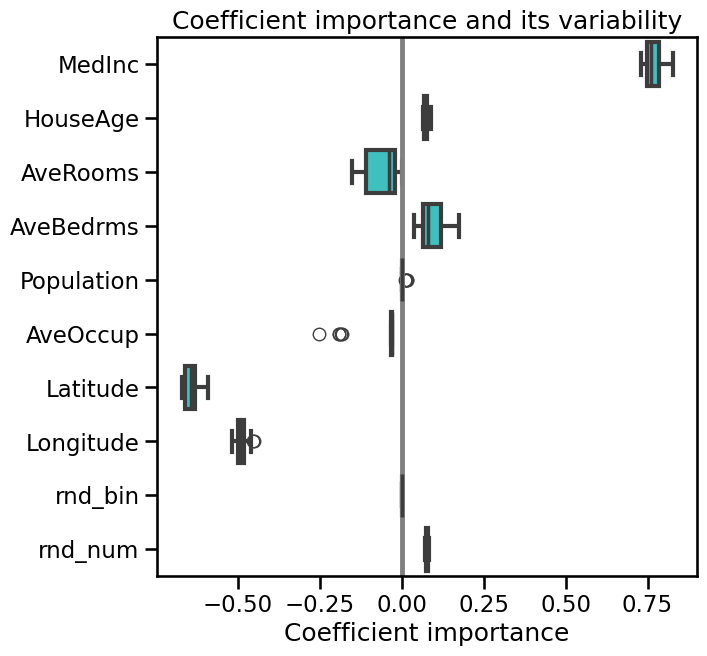 Coefficient importance and its variability
MedInc
HouseAge
AveRooms
AveBedrms
Population
AveOccup
Latitude
Longitude
rnd_bin
rnd_num
−0.50 −0.25 0.00 0.25 0.50 0.75
Coefficient importance